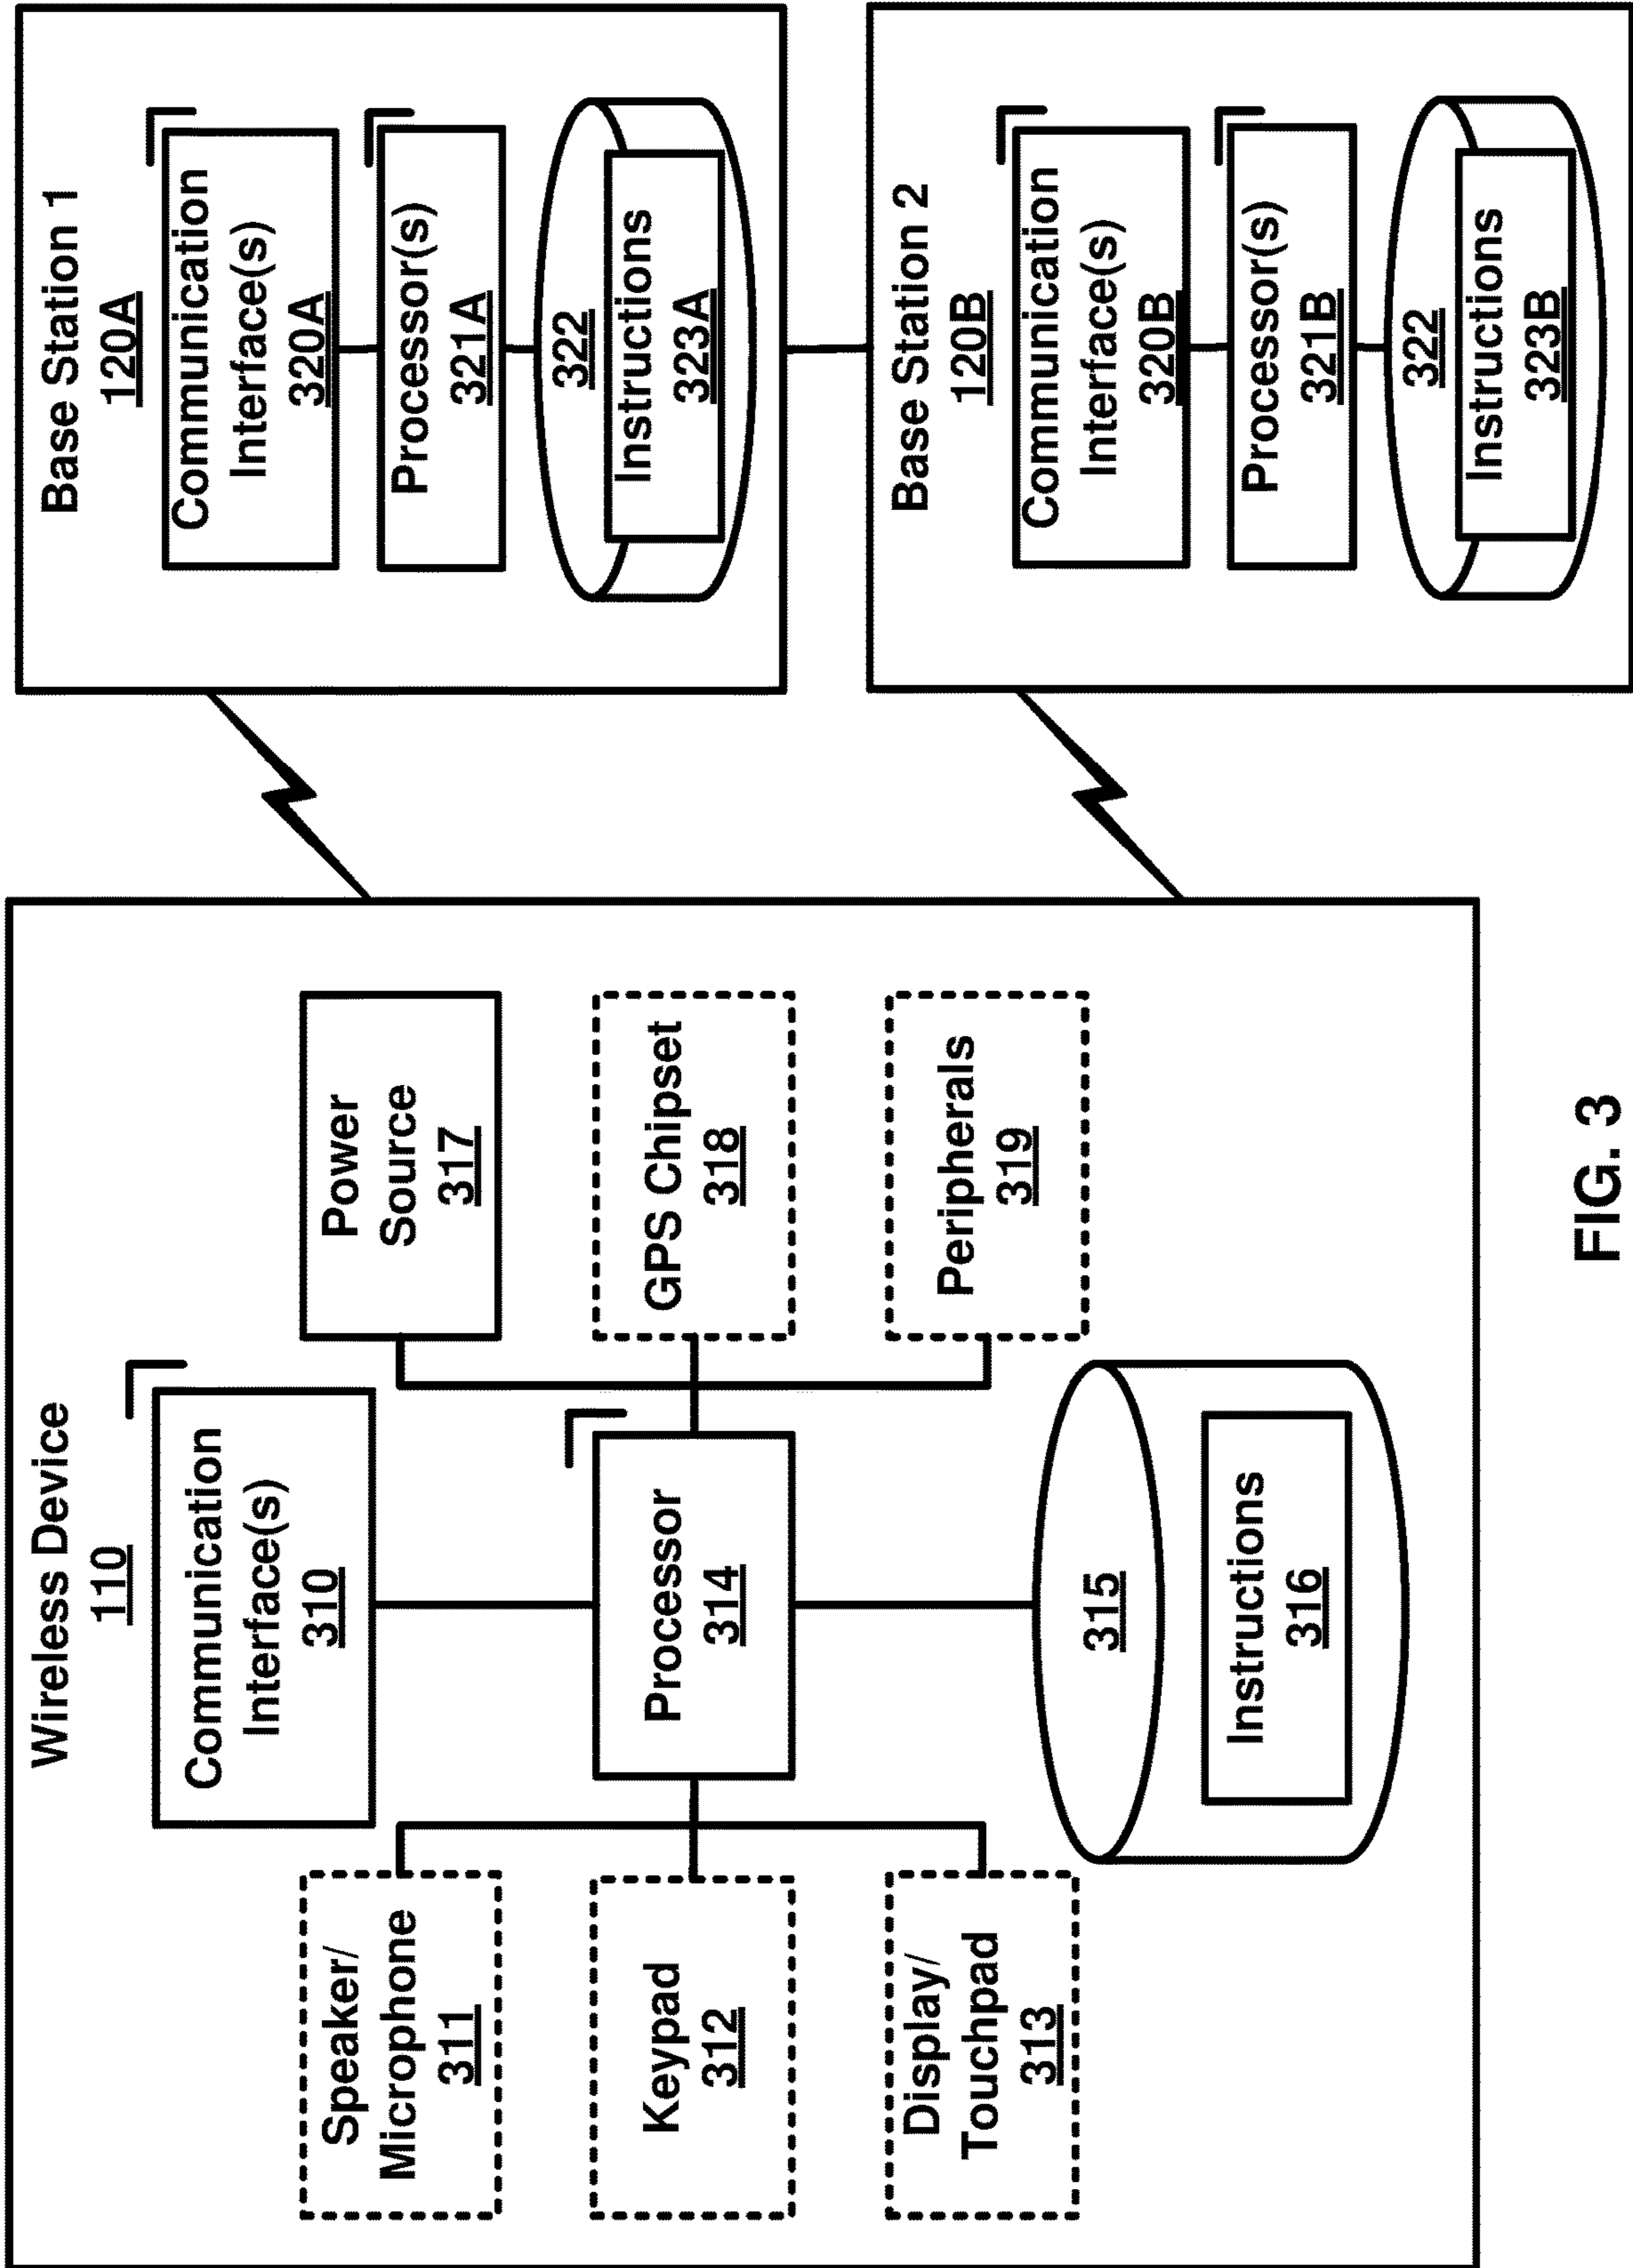 Wireless Device
110
Communication
Interface(s)
310
Speaker/
Microphone
311
Keypad
312
Display/
Touchpad
313
Processor
314
Power
Source
317
GPS Chipset
318
Peripherals
319
315
Instructions
316
Base Station 1
120A
Communication
Interface(s)
320A
Processor(s)
321A
322
Instructions
323A
Base Station 2
120B
Communication
Interface(s)
320B
Processor(s)
321B
322
Instructions
323B
FIG. 3